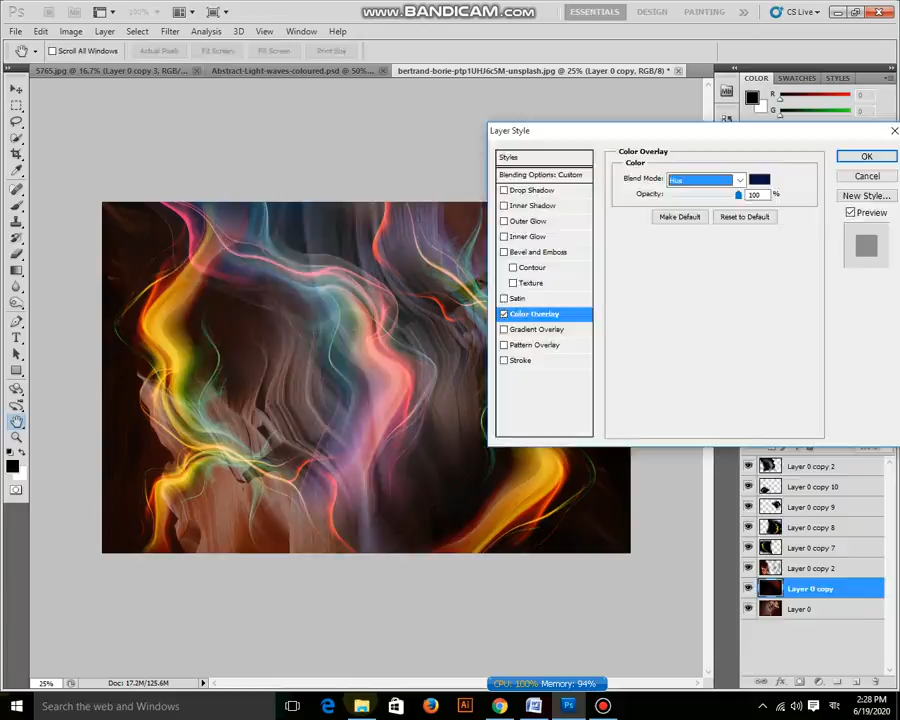 Ps 100% www.BANDICAM.com ESSENTIALS DESIGN PAINTING CS Live
File Edit Image Layer Select Filter Analysis 3D View Window Help
Scroll All Windows Actual Pixels Fit Screen Fill Screen Print Size
5765.jpg @ 16.7% (Layer 0 copy 3, RGB/... Abstract-Light-waves-coloured.psd @ 50%... bertrand-borie-ptp1UHJ6c5M-unsplash.jpg @ 25% (Layer 0 copy, RGB/8) *
COLOR SWATCHES STYLES
R 0
G 0
Layer Style
Styles
Blending Options: Custom
Drop Shadow
Inner Shadow
Outer Glow
Inner Glow
Bevel and Emboss
Contour
Texture
Satin
Color Overlay
Gradient Overlay
Pattern Overlay
Stroke
Color Overlay
Color
Blend Mode: Hue
Opacity: 100 %
Make Default Reset to Default
OK
Cancel
New Style...
Preview
Layer 0 copy 2
Layer 0 copy 10
Layer 0 copy 9
Layer 0 copy 8
Layer 0 copy 7
Layer 0 copy 2
Layer 0 copy
Layer 0
25% Doc: 17.2M/125.6M
CPU: 100% Memory: 94%
Search the web and Windows
2:28 PM
6/19/2020